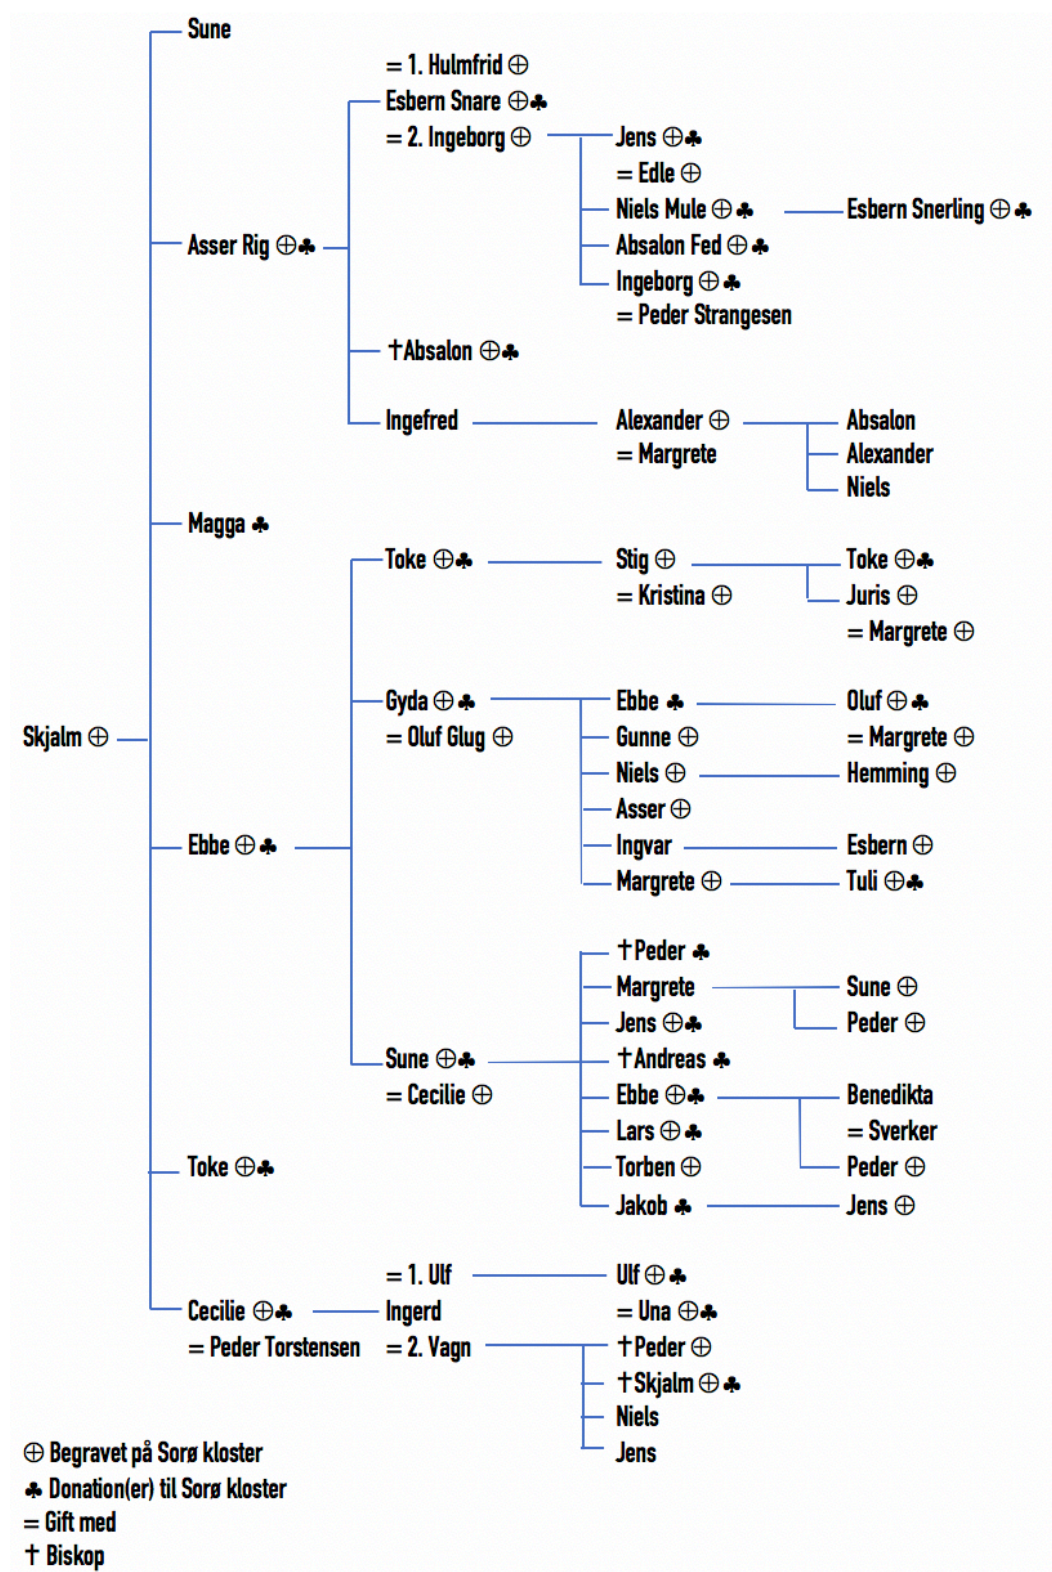 Sune
= 1. Hulmfrid ⊕
Esbern Snare ⊕♣
= 2. Ingeborg ⊕
Jens ⊕♣
= Edle ⊕
Niels Mule ⊕♣
Esbern Snerling ⊕♣
Asser Rig ⊕♣
Absalon Fed ⊕♣
Ingeborg ⊕♣
= Peder Strangesen
†Absalon ⊕♣
Ingefred
Alexander ⊕
= Margrete
Absalon
Alexander
Niels
Magga ♣
Toke ⊕♣
Stig ⊕
= Kristina ⊕
Toke ⊕♣
Juris ⊕
= Margrete ⊕
Skjalm ⊕
Gyda ⊕♣
= Oluf Glug ⊕
Ebbe ♣
Oluf ⊕♣
= Margrete ⊕
Gunne ⊕
Niels ⊕
Hemming ⊕
Asser ⊕
Ebbe ⊕♣
Ingvar
Esbern ⊕
Margrete ⊕
Tuli ⊕♣
†Peder ♣
Margrete
Sune ⊕
Peder ⊕
Jens ⊕♣
Sune ⊕♣
= Cecilie ⊕
†Andreas ♣
Ebbe ⊕♣
Benedikta
= Sverker
Lars ⊕♣
Torben ⊕
Peder ⊕
Toke ⊕♣
Jakob ♣
Jens ⊕
= 1. Ulf
Ulf ⊕♣
Cecilie ⊕♣
= Peder Torstensen
Ingerd
= Una ⊕♣
= 2. Vagn
†Peder ⊕
†Skjalm ⊕♣
Niels
Jens
⊕ Begravet på Sorø kloster
♣ Donation(er) til Sorø kloster
= Gift med
† Biskop